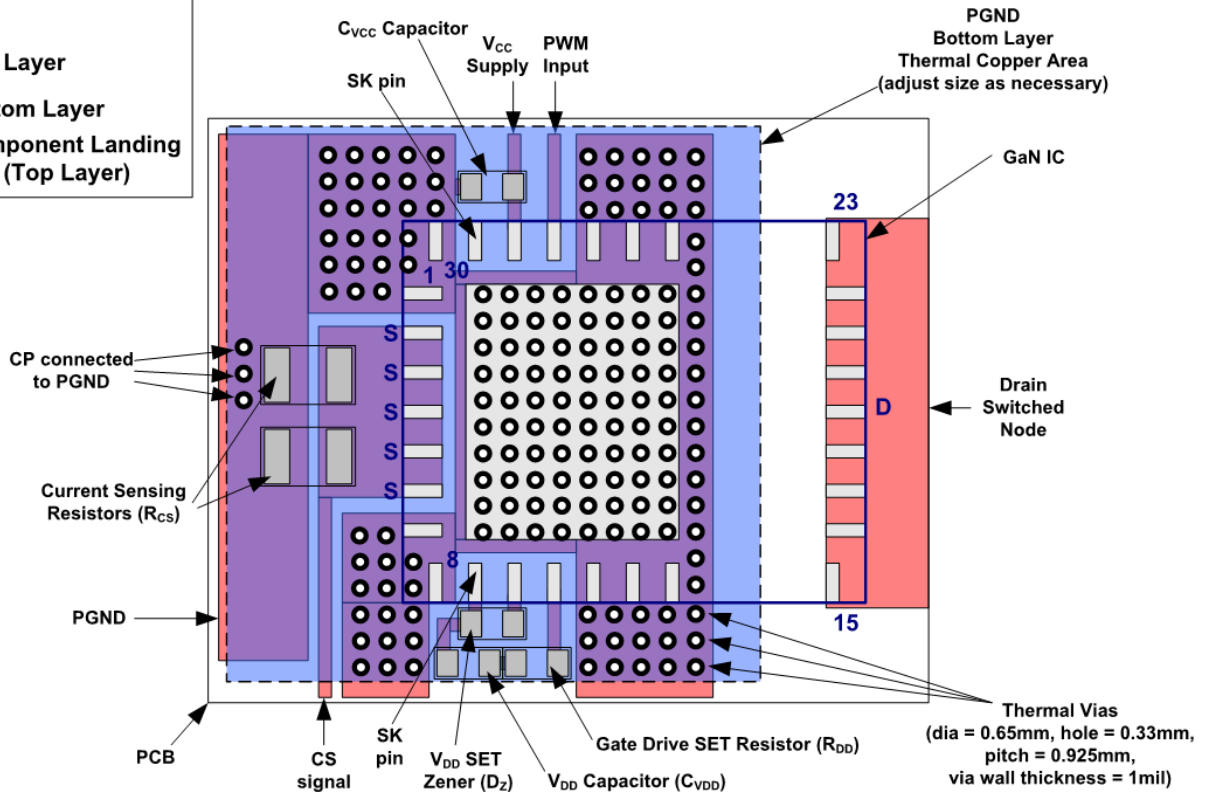 Layer
tom Layer
nponent Landing
(Top Layer)
CVCC Capacitor
SK pin
VCC
Supply
PWM
Input
PGND
Bottom Layer
Thermal Copper Area
(adjust size as necessary)
GaN IC
23
1
30
S
S
S
S
S
D
8
15
CP connected
to PGND
Current Sensing
Resistors (RCS)
Drain
Switched
Node
PGND
PCB
CS
signal
SK
pin
VDD SET
Zener (DZ)
VDD Capacitor (CVDD)
Gate Drive SET Resistor (RDD)
Thermal Vias
(dia = 0.65mm, hole = 0.33mm,
pitch = 0.925mm,
via wall thickness = 1mil)